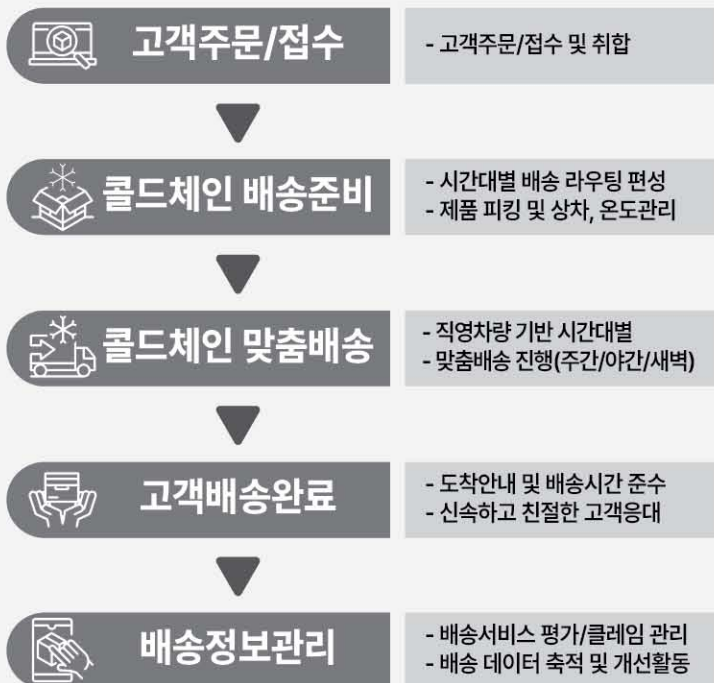 고객주문/접수
- 고객주문/접수 및 취합
콜드체인 배송준비
- 시간대별 배송 라우팅 편성
- 제품 피킹 및 상차, 온도관리
콜드체인 맞춤배송
- 직영차량 기반 시간대별
- 맞춤배송 진행(주간/야간/새벽)
고객배송완료
- 도착안내 및 배송시간 준수
- 신속하고 친절한 고객응대
배송정보관리
- 배송서비스 평가/클레임 관리
- 배송 데이터 축적 및 개선활동